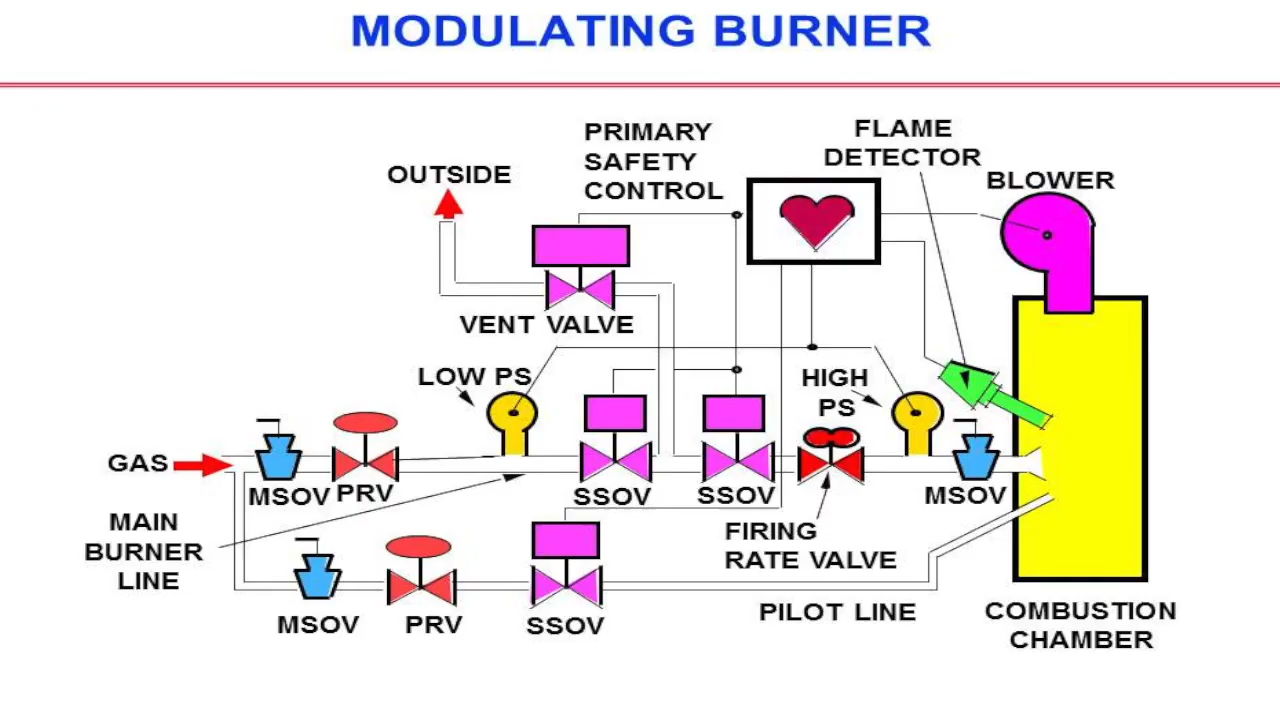 MODULATING BURNER
PRIMARY
SAFETY
CONTROL
FLAME
DETECTOR
BLOWER
OUTSIDE
VENT VALVE
LOW PS
HIGH
PS
GAS
MSOV
PRV
SSOV
SSOV
MSOV
MAIN
BURNER
LINE
FIRING
RATE VALVE
MSOV
PRV
SSOV
PILOT LINE
COMBUSTION
CHAMBER